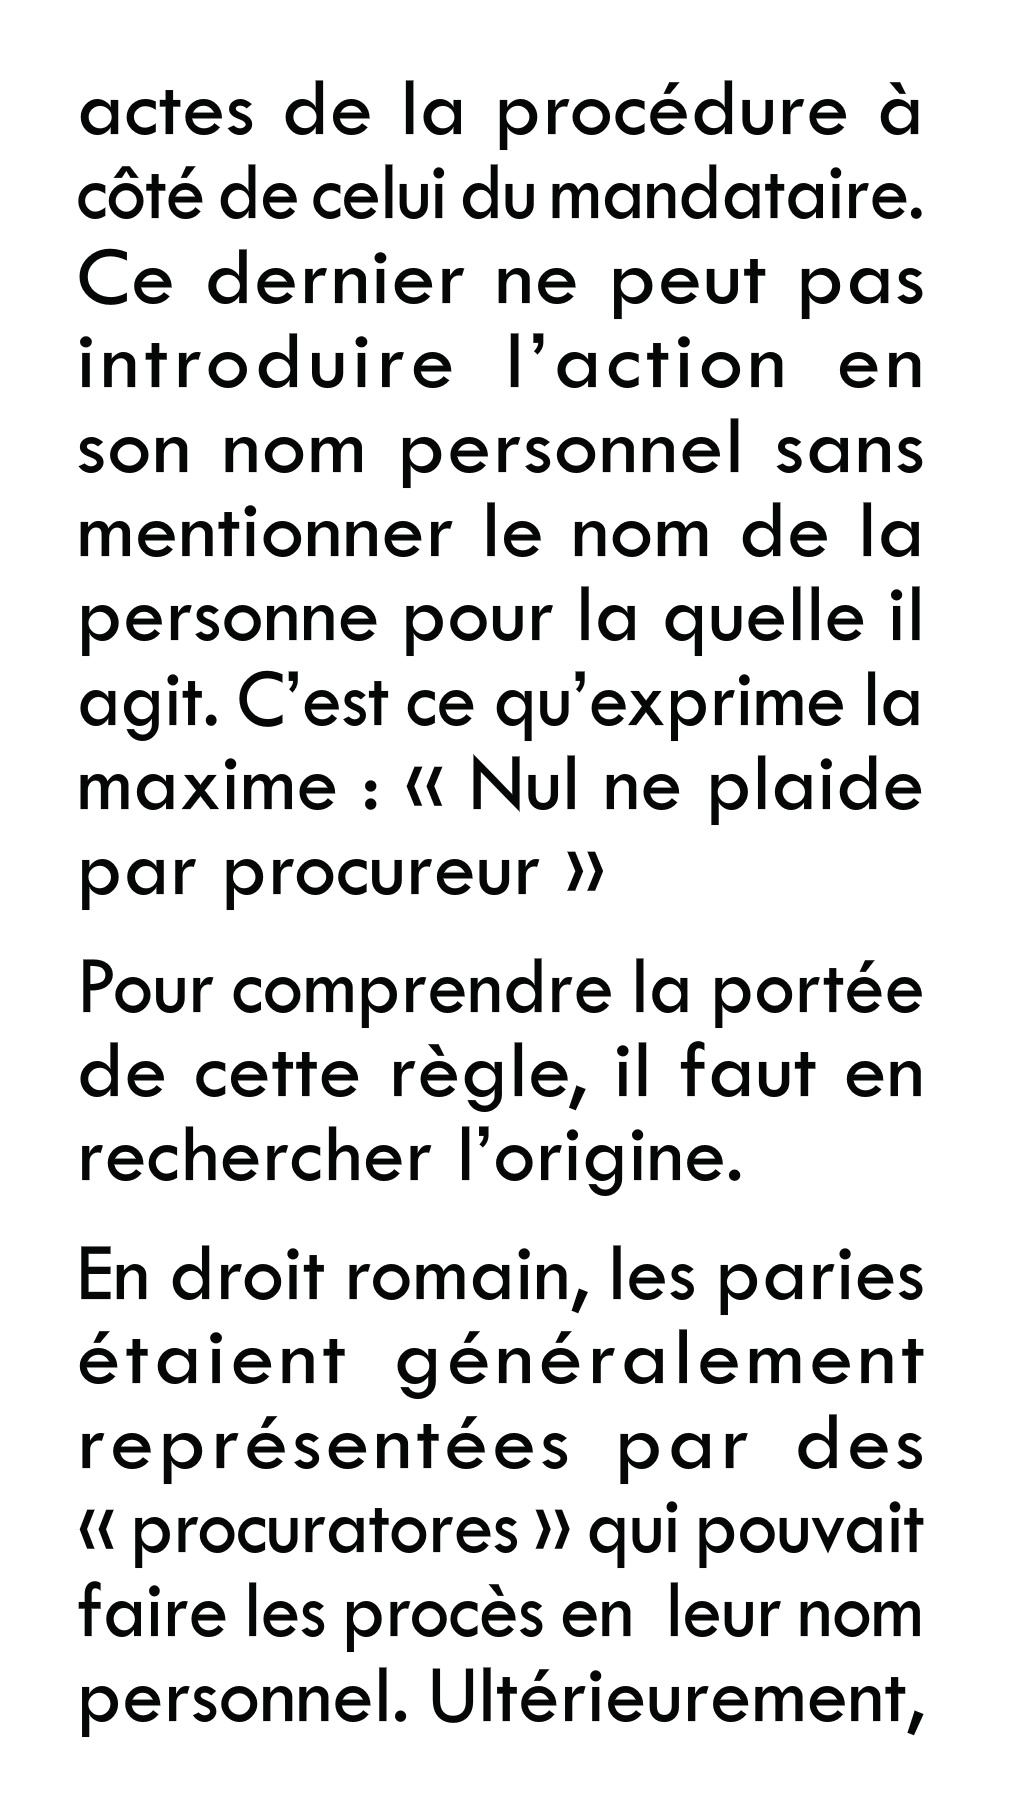 actes de la procédure à
côté de celui du mandataire.
Ce dernier ne peut pas
introduire l’action en
son nom personnel sans
mentionner le nom de la
personne pour la quelle il
agit. C’est ce qu’exprime la
maxime : « Nul ne plaide
par procureur »
Pour comprendre la portée
de cette règle, il faut en
rechercher l’origine.
En droit romain, les paries
étaient généralement
représentées par des
« procuratores » qui pouvait
faire les procès en  leur nom
personnel. Ultérieurement,